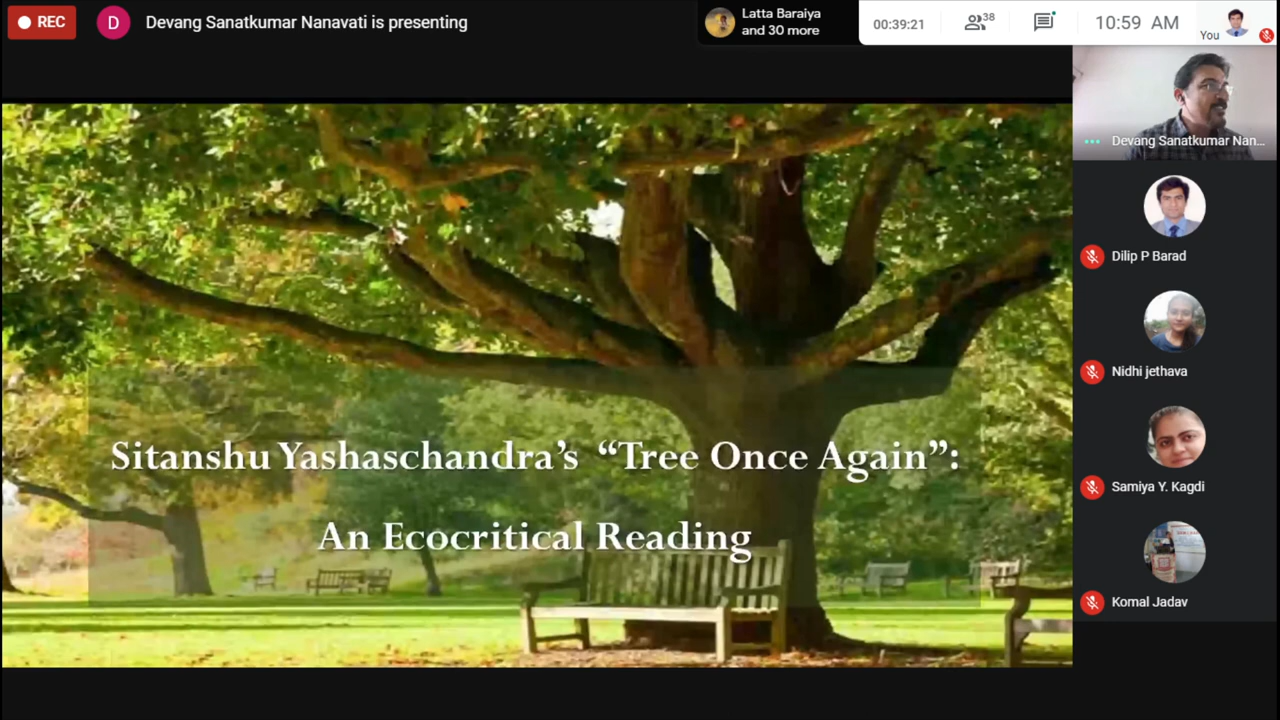 REC
D
Devang Sanatkumar Nanavati is presenting
Latta Baraiya
and 30 more
00:39:21
38
10:59 AM
You
Devang Sanatkumar Nan...
Dilip P Barad
Nidhi jethava
Samiya Y. Kagdi
Komal Jadav
Sitanshu Yashaschandra’s “Tree Once Again”:
An Ecocritical Reading